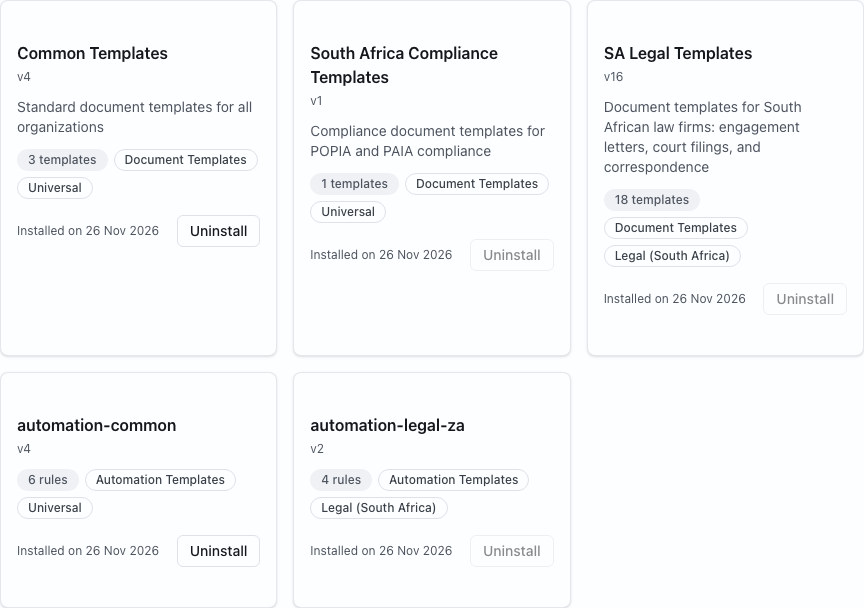 Common Templates
v4
Standard document templates for all
organizations
3 templates
Document Templates
Universal
Installed on 26 Nov 2026
Uninstall
South Africa Compliance
Templates
v1
Compliance document templates for
POPIA and PAIA compliance
1 templates
Document Templates
Universal
Installed on 26 Nov 2026
Uninstall
SA Legal Templates
v16
Document templates for South
African law firms: engagement
letters, court filings, and
correspondence
18 templates
Document Templates
Legal (South Africa)
Installed on 26 Nov 2026
Uninstall
automation-common
v4
6 rules
Automation Templates
Universal
Installed on 26 Nov 2026
Uninstall
automation-legal-za
v2
4 rules
Automation Templates
Legal (South Africa)
Installed on 26 Nov 2026
Uninstall